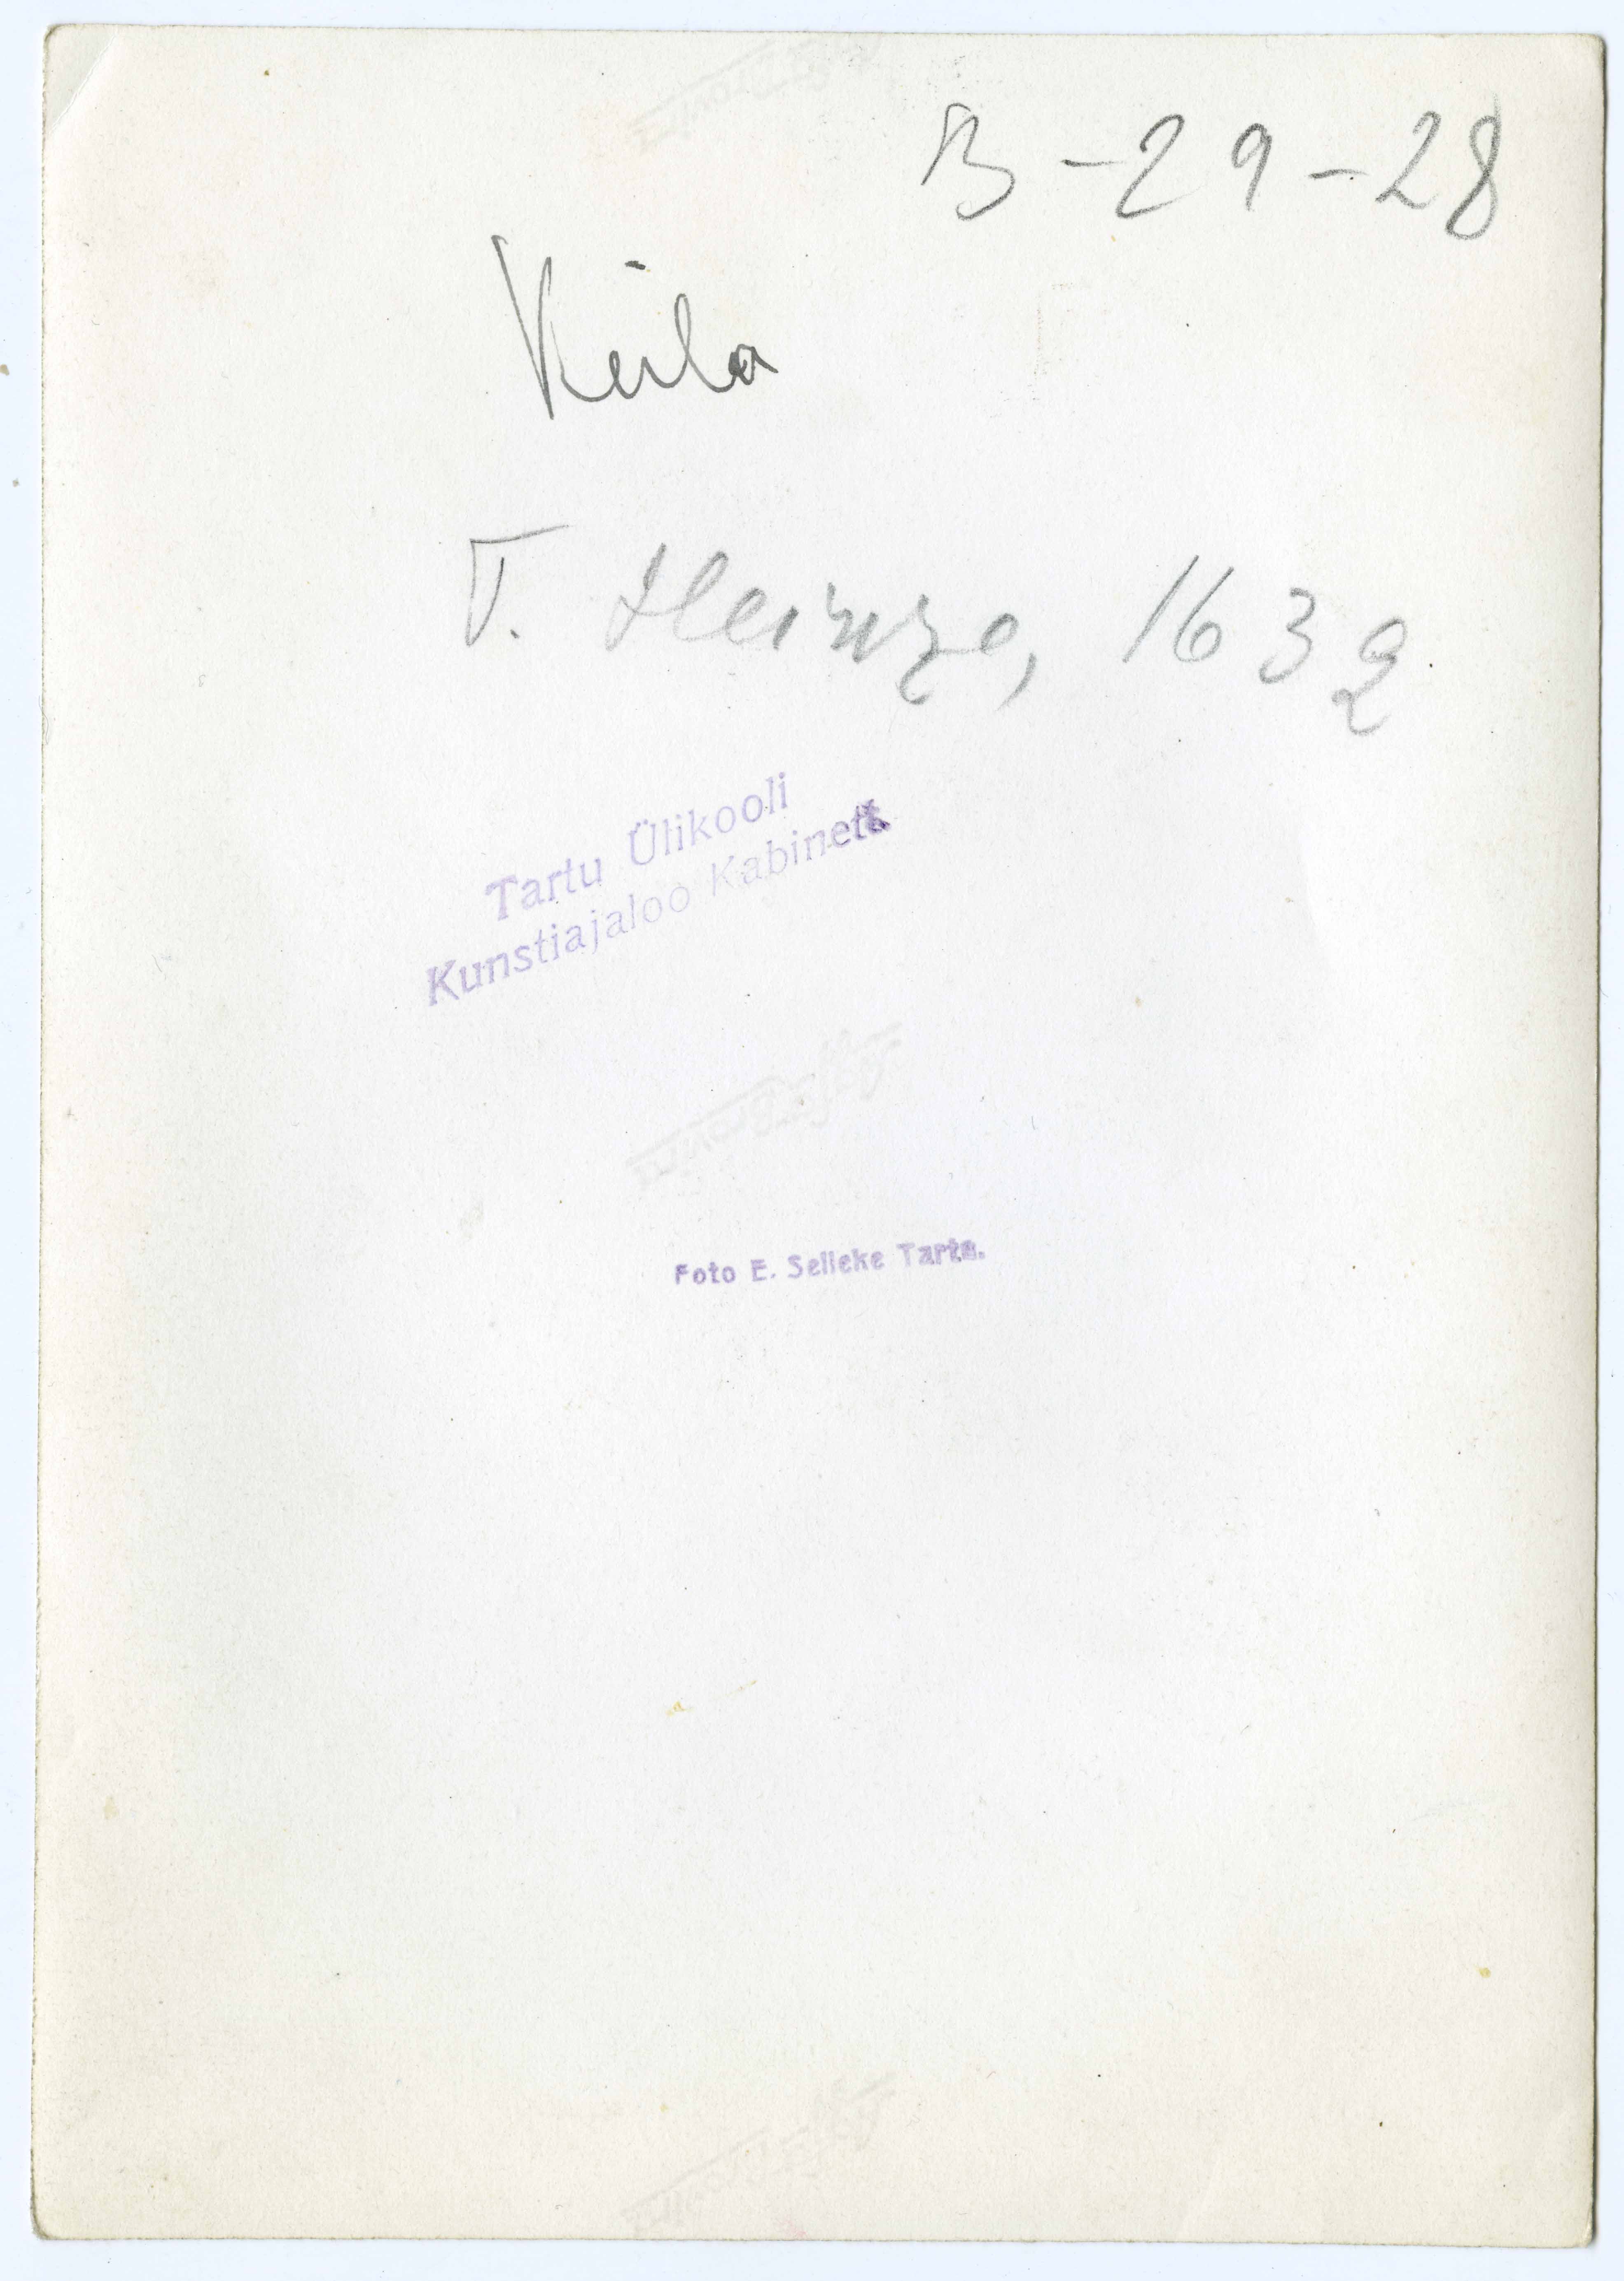 B-29-28
Keila
T. Heinze, 1632
Tartu Ülikooli
Kunstiajaloo Kabinett
Foto E. Selleke Tartu.